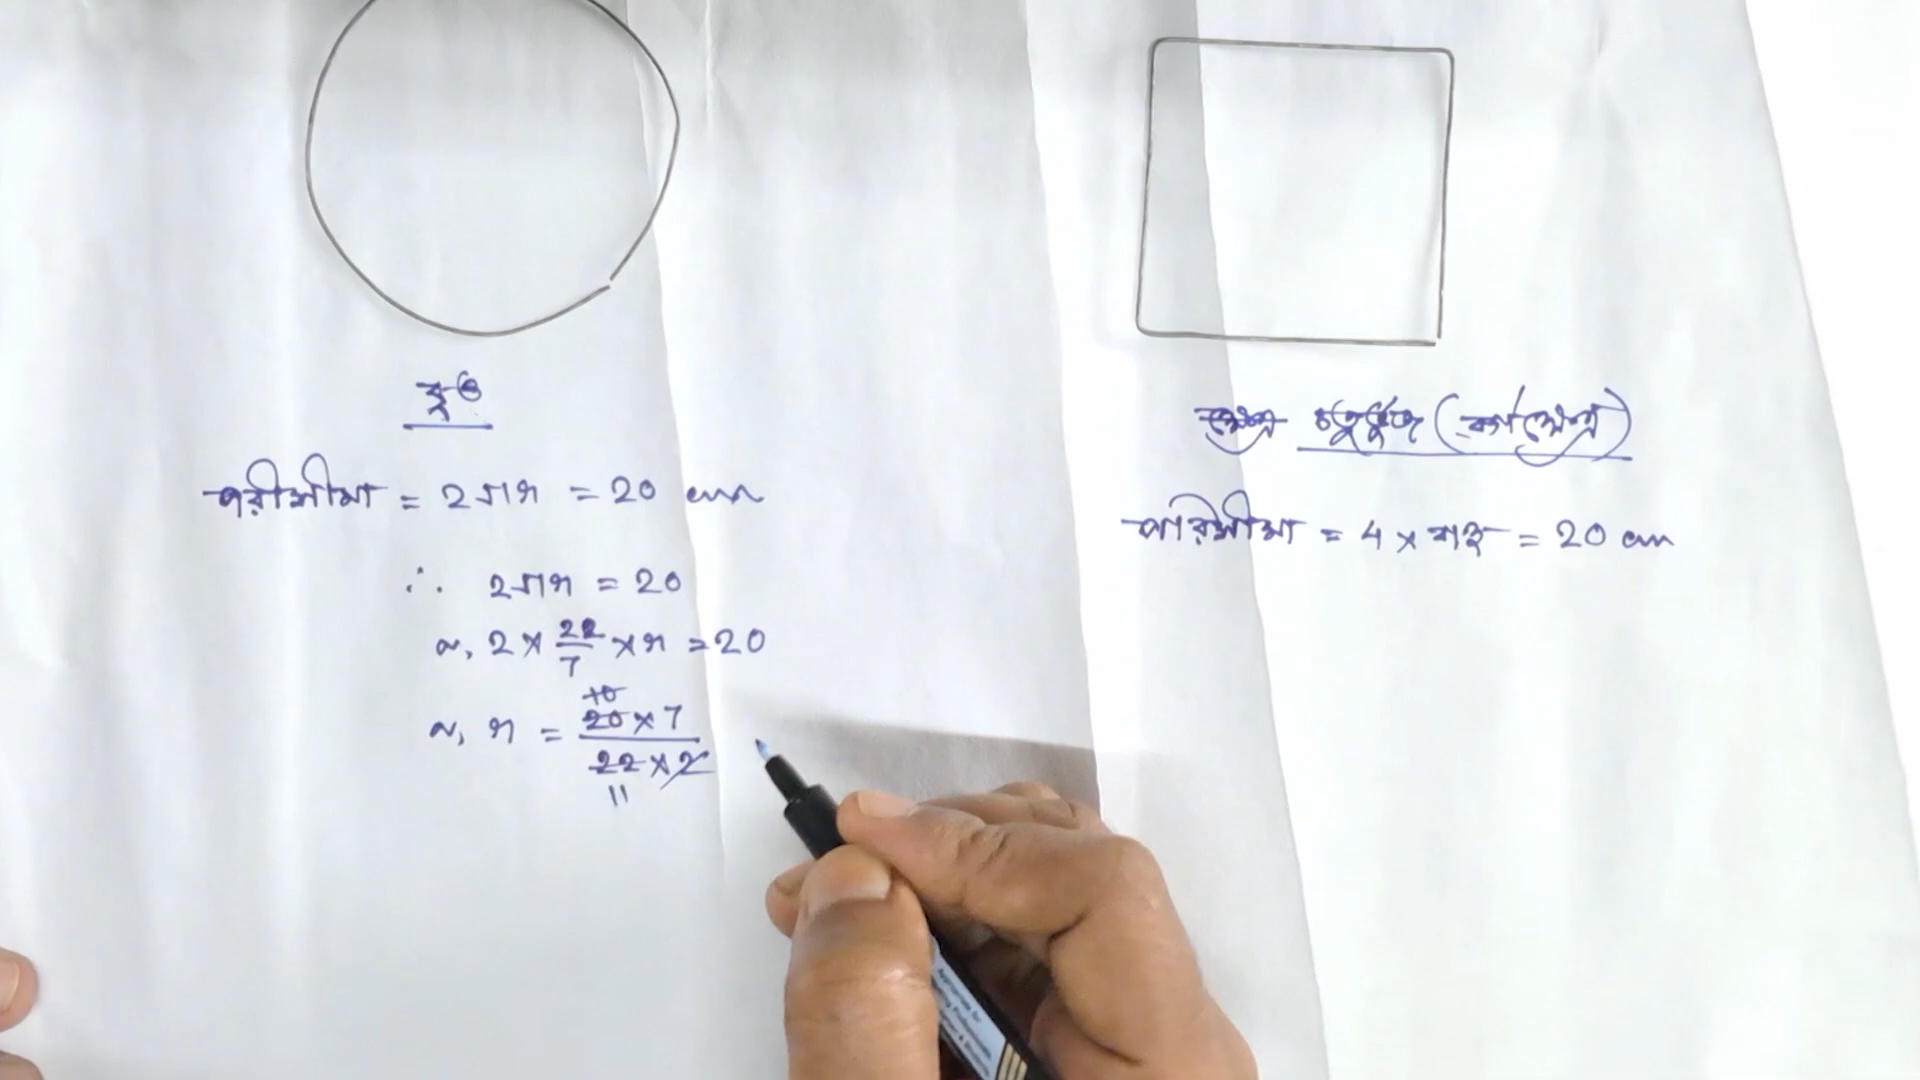 বৃত্ত
পরীসীমা = 2πr = 20 cm
∴ 2πr = 20
বা, 2 × 22/7 × r = 20
10
বা, r = 20 × 7 / 22 × 2
11
চতুর্ভুজ (বর্গক্ষেত্র)
পরিসীমা = 4 × বাহু = 20 cm